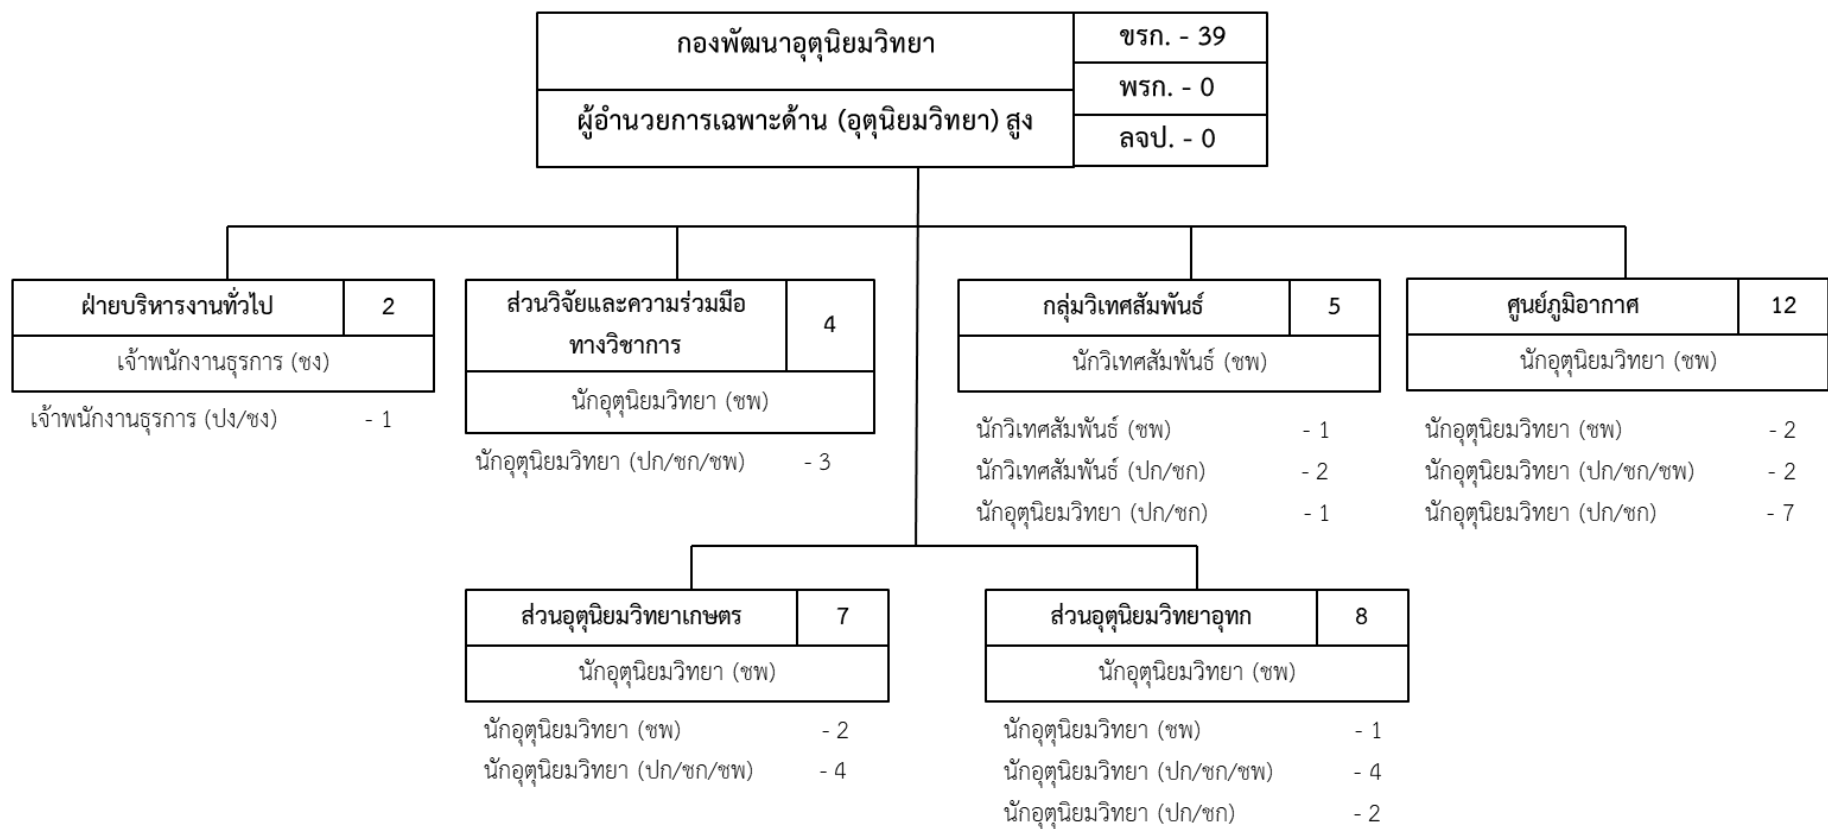 กองพัฒนาอุตุนิยมวิทยา
ผู้อำนวยการเฉพาะด้าน (อุตุนิยมวิทยา) สูง
ขรก. - 39
พรก. - 0
ลจป. - 0
ฝ่ายบริหารงานทั่วไป 2
เจ้าพนักงานธุรการ (ชง)
เจ้าพนักงานธุรการ (ปง/ชง) - 1
ส่วนวิจัยและความร่วมมือ
ทางวิชาการ
4
นักอุตุนิยมวิทยา (ชพ)
นักอุตุนิยมวิทยา (ปก/ชก/ชพ) - 3
กลุ่มวิเทศสัมพันธ์ 5
นักวิเทศสัมพันธ์ (ชพ)
นักวิเทศสัมพันธ์ (ชพ) - 1
นักวิเทศสัมพันธ์ (ปก/ชก) - 2
นักอุตุนิยมวิทยา (ปก/ชก) - 1
ศูนย์ภูมิอากาศ 12
นักอุตุนิยมวิทยา (ชพ)
นักอุตุนิยมวิทยา (ชพ) - 2
นักอุตุนิยมวิทยา (ปก/ชก/ชพ) - 2
นักอุตุนิยมวิทยา (ปก/ชก) - 7
ส่วนอุตุนิยมวิทยาเกษตร 7
นักอุตุนิยมวิทยา (ชพ)
นักอุตุนิยมวิทยา (ชพ) - 2
นักอุตุนิยมวิทยา (ปก/ชก/ชพ) - 4
ส่วนอุตุนิยมวิทยาอุทก 8
นักอุตุนิยมวิทยา (ชพ)
นักอุตุนิยมวิทยา (ชพ) - 1
นักอุตุนิยมวิทยา (ปก/ชก/ชพ) - 4
นักอุตุนิยมวิทยา (ปก/ชก) - 2